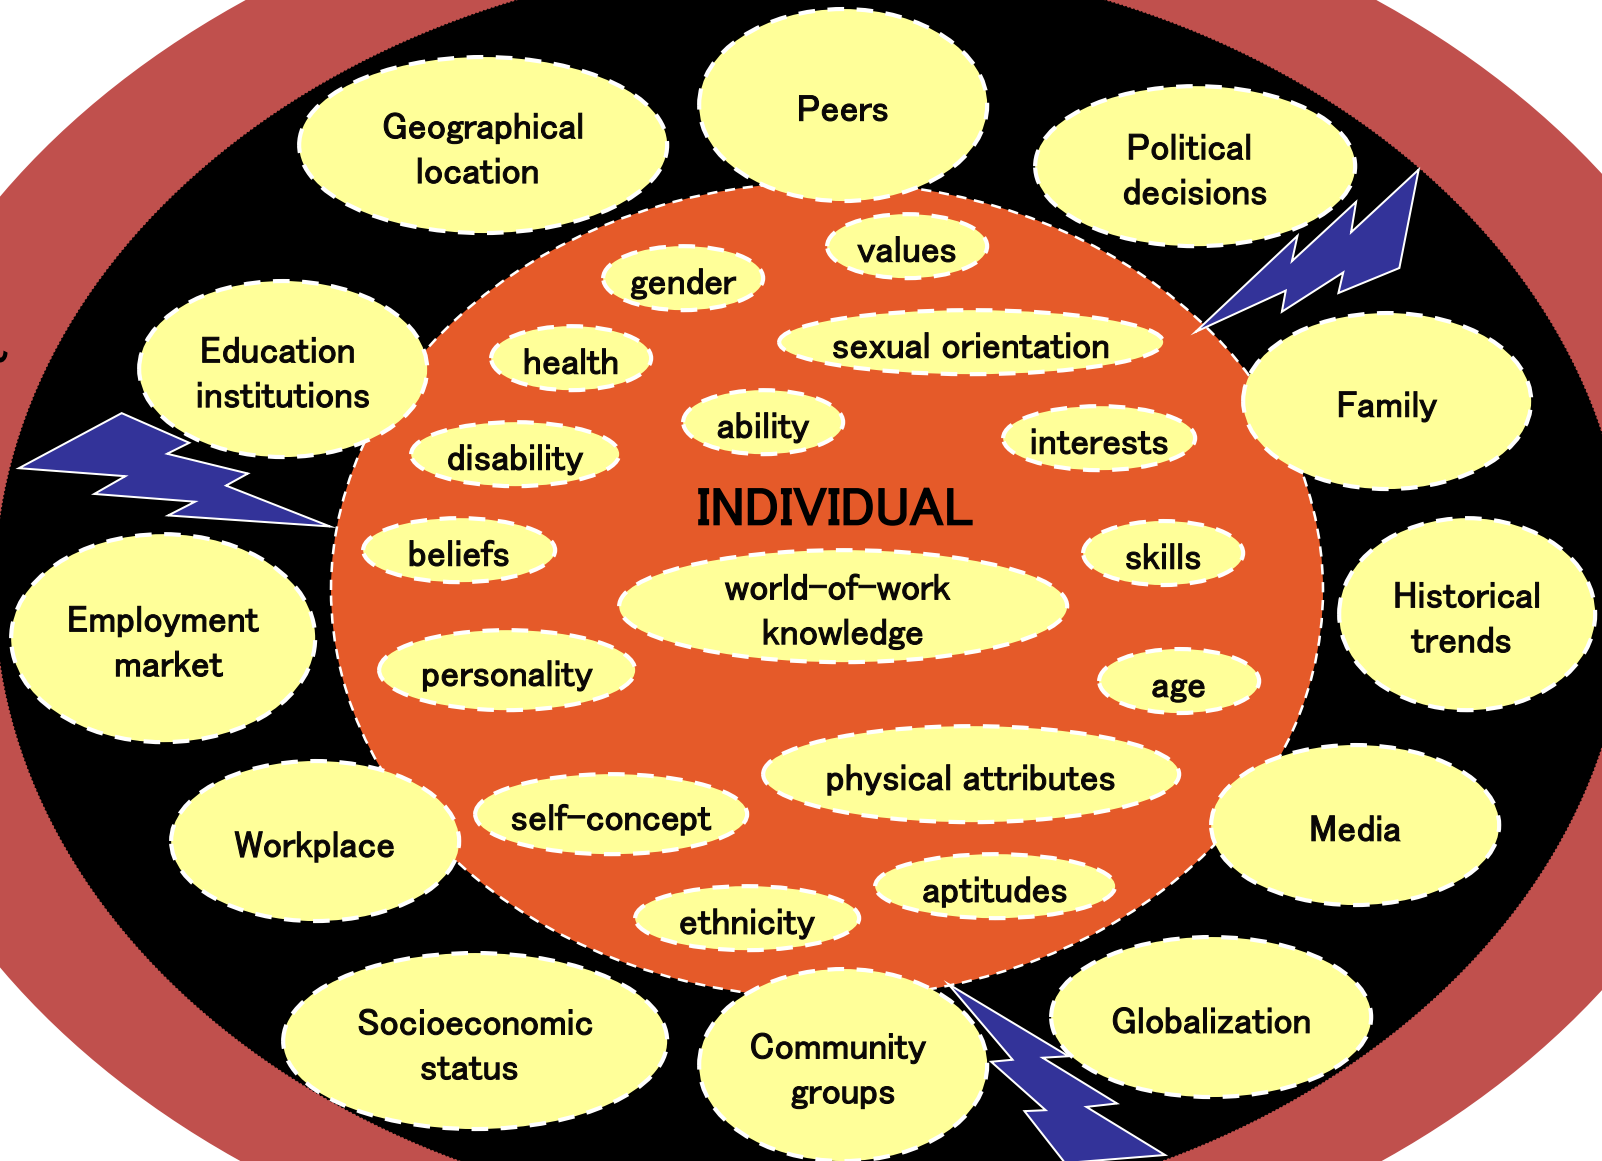 Peers
Geographical
location
Political
decisions
values
gender
sexual orientation
health
Education
institutions
ability
Family
interests
disability
INDIVIDUAL
beliefs
skills
world-of-work
knowledge
Historical
trends
Employment
market
personality
age
physical attributes
self-concept
Media
Workplace
aptitudes
ethnicity
Globalization
Socioeconomic
status
Community
groups